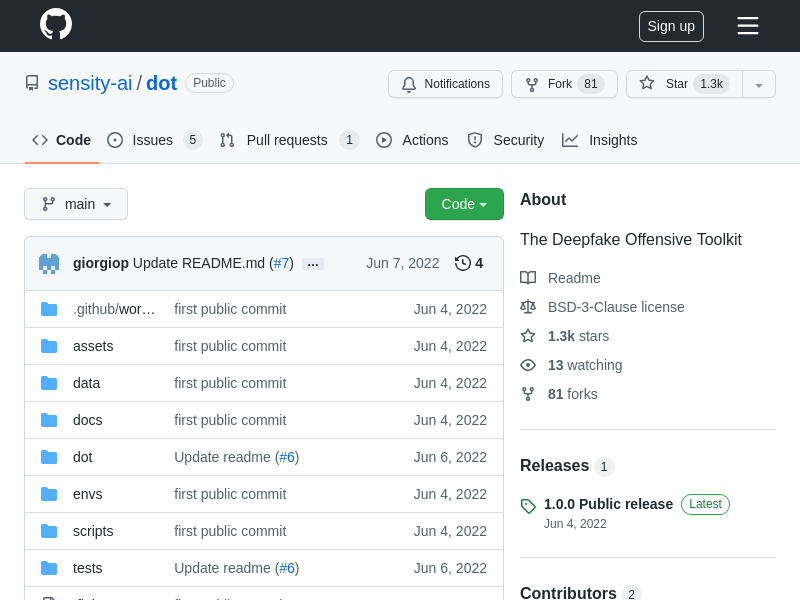 Sign up
sensity-ai / dot Public
Notifications Fork 81 Star 1.3k
Code Issues 5 Pull requests 1 Actions Security Insights
main Code
giorgiop Update README.md (#7) ... Jun 7, 2022 4
.github/wor… first public commit Jun 4, 2022
assets first public commit Jun 4, 2022
data first public commit Jun 4, 2022
docs first public commit Jun 4, 2022
dot Update readme (#6) Jun 6, 2022
envs first public commit Jun 4, 2022
scripts first public commit Jun 4, 2022
tests Update readme (#6) Jun 6, 2022
About
The Deepfake Offensive Toolkit
Readme
BSD-3-Clause license
1.3k stars
13 watching
81 forks
Releases 1
1.0.0 Public release Latest
Jun 4, 2022
Contributors 2